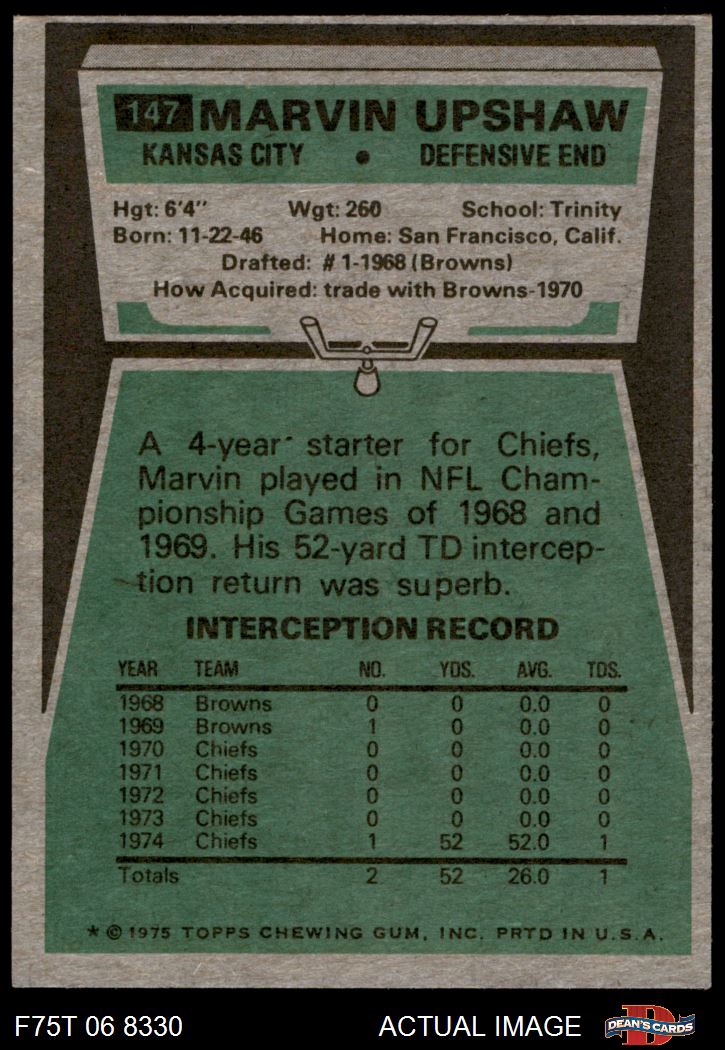 147 MARVIN UPSHAW
KANSAS CITY • DEFENSIVE END
Hgt: 6'4" Wgt: 260 School: Trinity
Born: 11-22-46 Home: San Francisco, Calif.
Drafted: #1-1968 (Browns)
How Acquired: trade with Browns-1970
A 4-year starter for Chiefs,
Marvin played in NFL Cham-
pionship Games of 1968 and
1969. His 52-yard TD intercep-
tion return was superb.
INTERCEPTION RECORD
YEAR TEAM NO. YDS. AVG. TDS.
1968 Browns 0 0 0.0 0
1969 Browns 1 0 0.0 0
1970 Chiefs 0 0 0.0 0
1971 Chiefs 0 0 0.0 0
1972 Chiefs 0 0 0.0 0
1973 Chiefs 0 0 0.0 0
1974 Chiefs 1 52 52.0 1
Totals 2 52 26.0 1
* © 1975 TOPPS CHEWING GUM, INC. PRTD IN U.S.A.
F75T 06 8330 ACTUAL IMAGE D DEAN'S CARDS